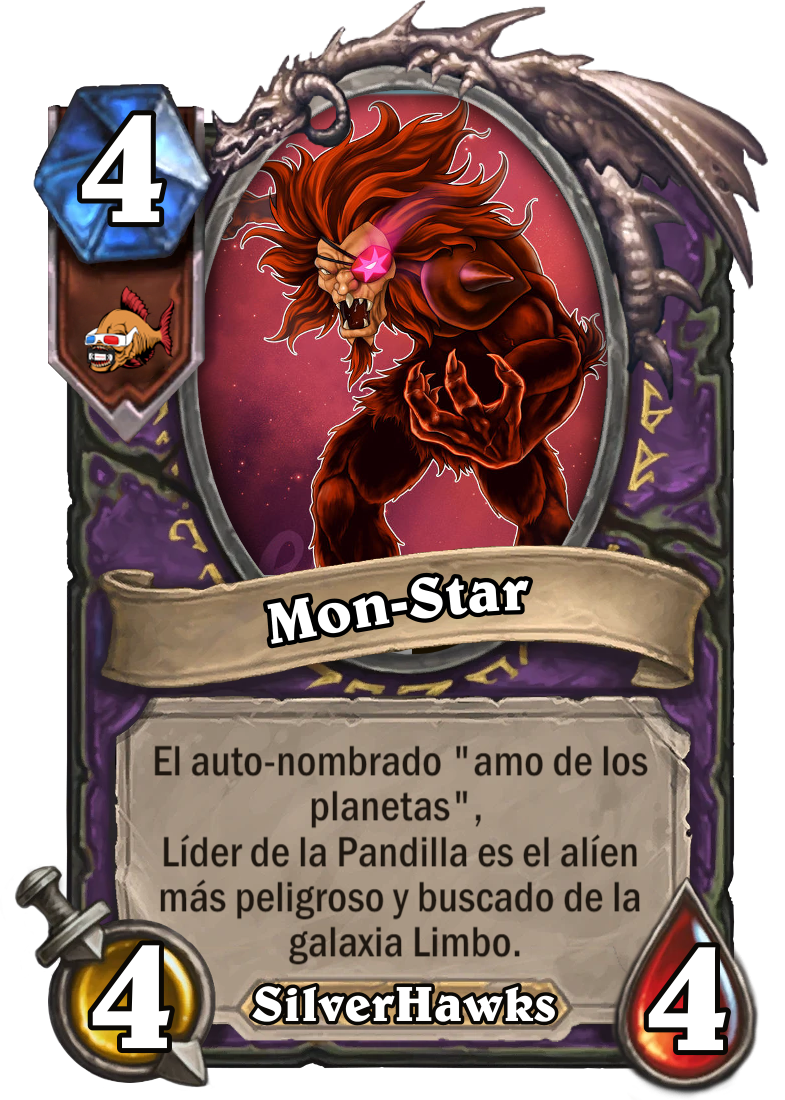 4
Mon-Star
El auto-nombrado "amo de los
planetas",
Líder de la Pandilla es el alíen
más peligroso y buscado de la
galaxia Limbo.
4
SilverHawks
4